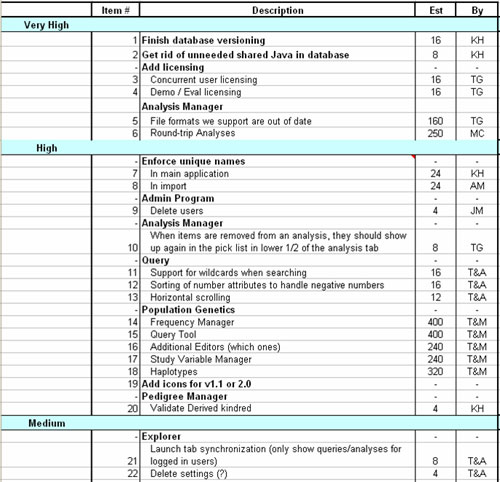 Item # Description Est By
Very High
1 Finish database versioning 16 KH
2 Get rid of unneeded shared Java in database 8 KH
- Add licensing - -
3 Concurrent user licensing 16 TG
4 Demo / Eval licensing 16 TG
Analysis Manager
5 File formats we support are out of date 160 TG
6 Round-trip Analyses 250 MC
High
- Enforce unique names - -
7 In main application 24 KH
8 In import 24 AM
- Admin Program - -
9 Delete users 4 JM
- Analysis Manager - -
When items are removed from an analysis, they should show
10 up again in the pick list in lower 1/2 of the analysis tab 8 TG
- Query - -
11 Support for wildcards when searching 16 T&A
12 Sorting of number attributes to handle negative numbers 16 T&A
13 Horizontal scrolling 12 T&A
- Population Genetics - -
14 Frequency Manager 400 T&M
15 Query Tool 400 T&M
16 Additional Editors (which ones) 240 T&M
17 Study Variable Manager 240 T&M
18 Haplotypes 320 T&M
19 Add icons for v1.1 or 2.0 - -
- Pedigree Manager - -
20 Validate Derived kindred 4 KH
Medium
- Explorer - -
Launch tab synchronization (only show queries/analyses for
21 logged in users) 8 T&A
22 Delete settings (?) 4 T&A